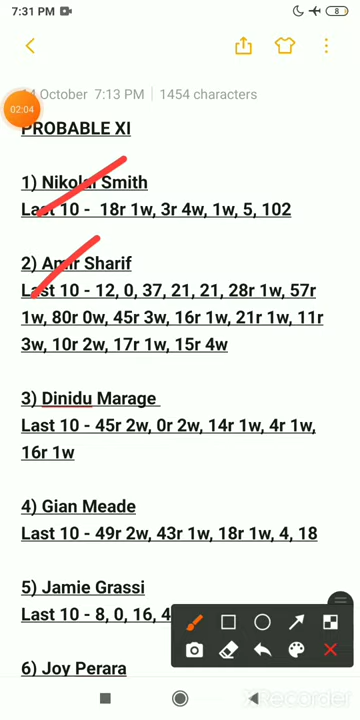 7:31 PM
8
02:04
14 October 7:13 PM | 1454 characters
PROBABLE XI
1) Nikolai Smith
Last 10 - 18r 1w, 3r 4w, 1w, 5, 102
2) Amir Sharif
Last 10 - 12, 0, 37, 21, 21, 28r 1w, 57r
1w, 80r 0w, 45r 3w, 16r 1w, 21r 1w, 11r
3w, 10r 2w, 17r 1w, 15r 4w
3) Dinidu Marage
Last 10 - 45r 2w, 0r 2w, 14r 1w, 4r 1w,
16r 1w
4) Gian Meade
Last 10 - 49r 2w, 43r 1w, 18r 1w, 4, 18
5) Jamie Grassi
Last 10 - 8, 0, 16, 4
6) Joy Perara
XRecorder